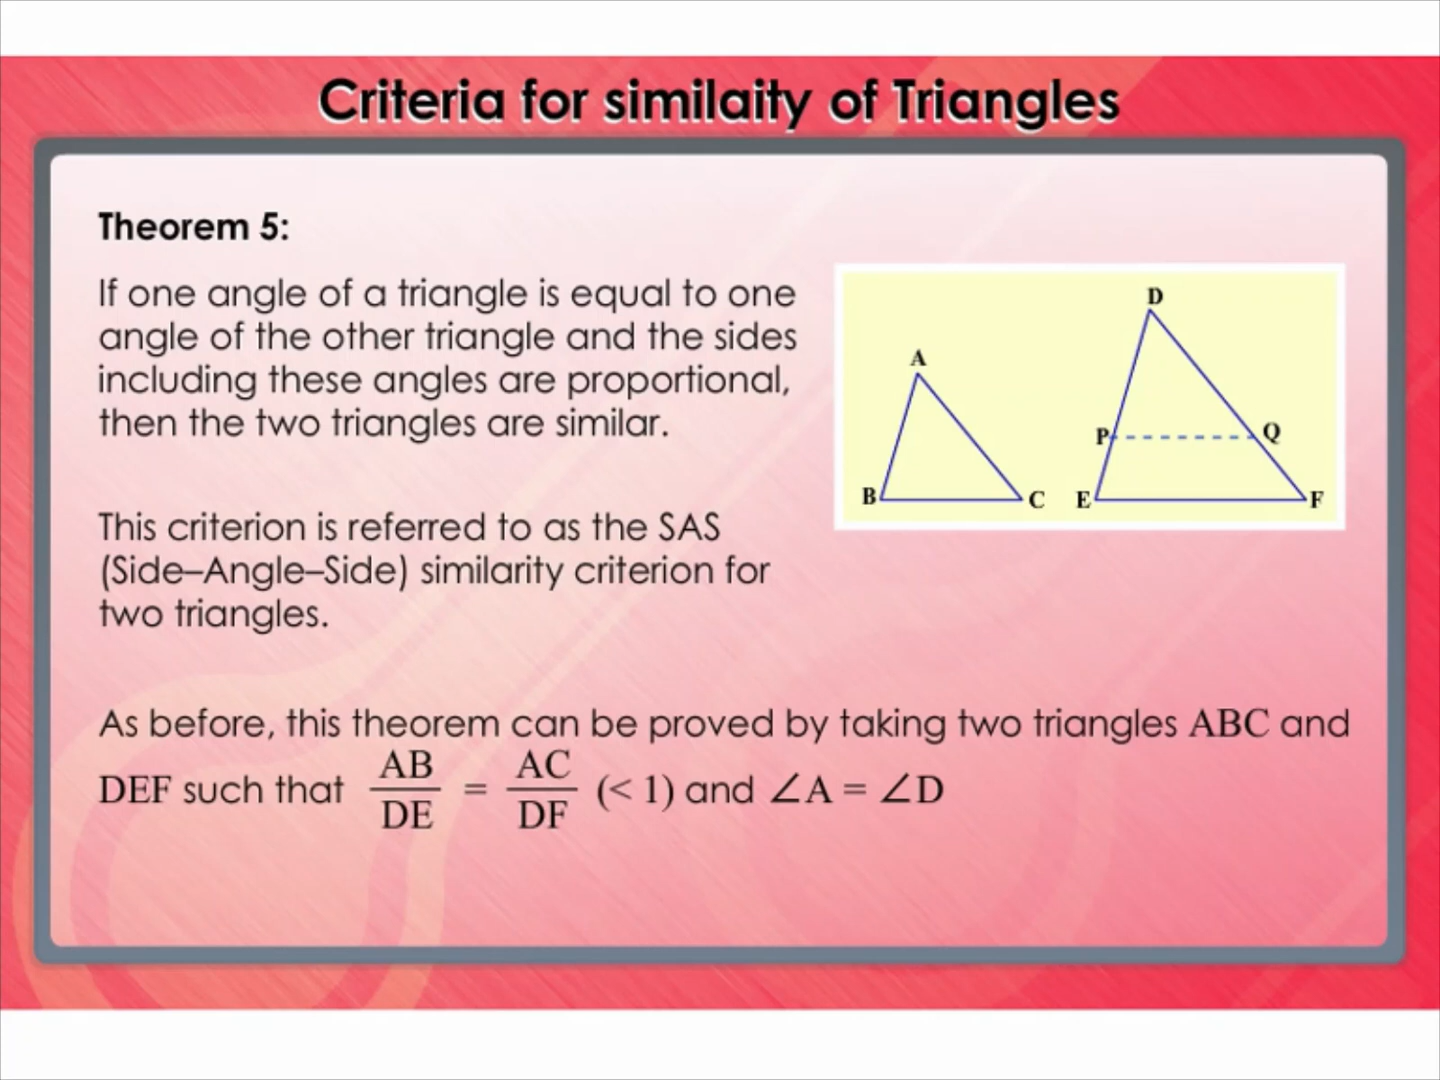 Criteria for similaity of Triangles
Theorem 5:
If one angle of a triangle is equal to one
angle of the other triangle and the sides
including these angles are proportional,
then the two triangles are similar.
A
B
C
D
P
Q
E
F
This criterion is referred to as the SAS
(Side–Angle–Side) similarity criterion for
two triangles.
As before, this theorem can be proved by taking two triangles ABC and
DEF such that AB/DE = AC/DF (< 1) and ∠A = ∠D